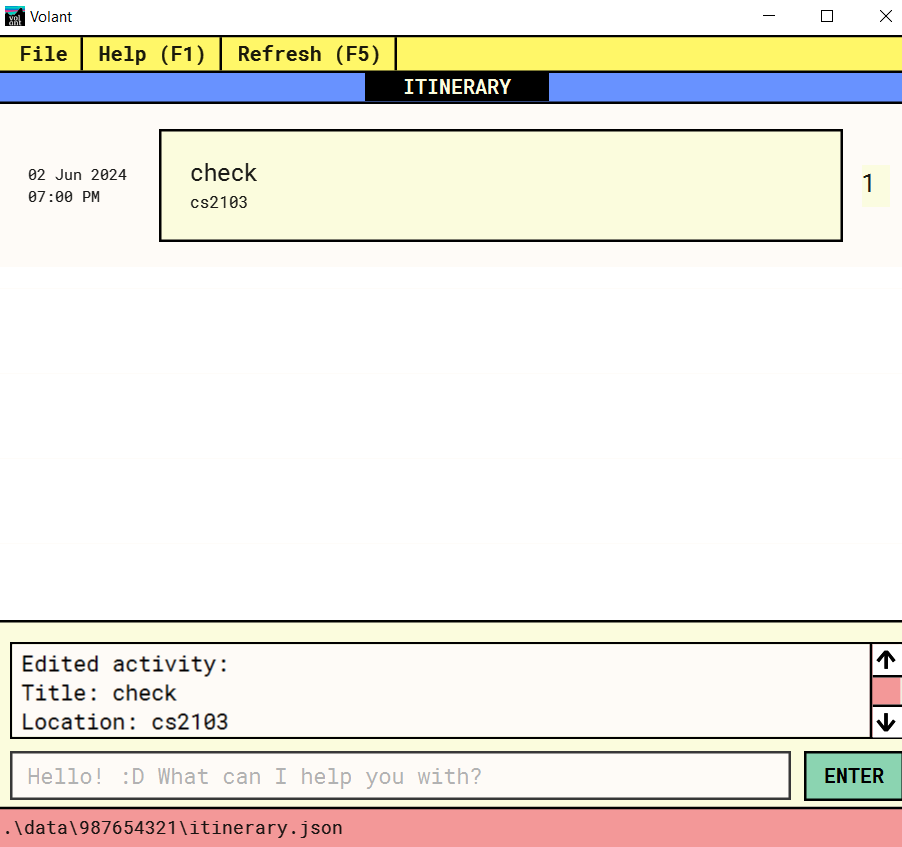 Volant
File Help (F1) Refresh (F5)
ITINERARY
02 Jun 2024
07:00 PM
check
cs2103
1
Edited activity:
Title: check
Location: cs2103
Hello! :D What can I help you with?
ENTER
.\data\987654321\itinerary.json